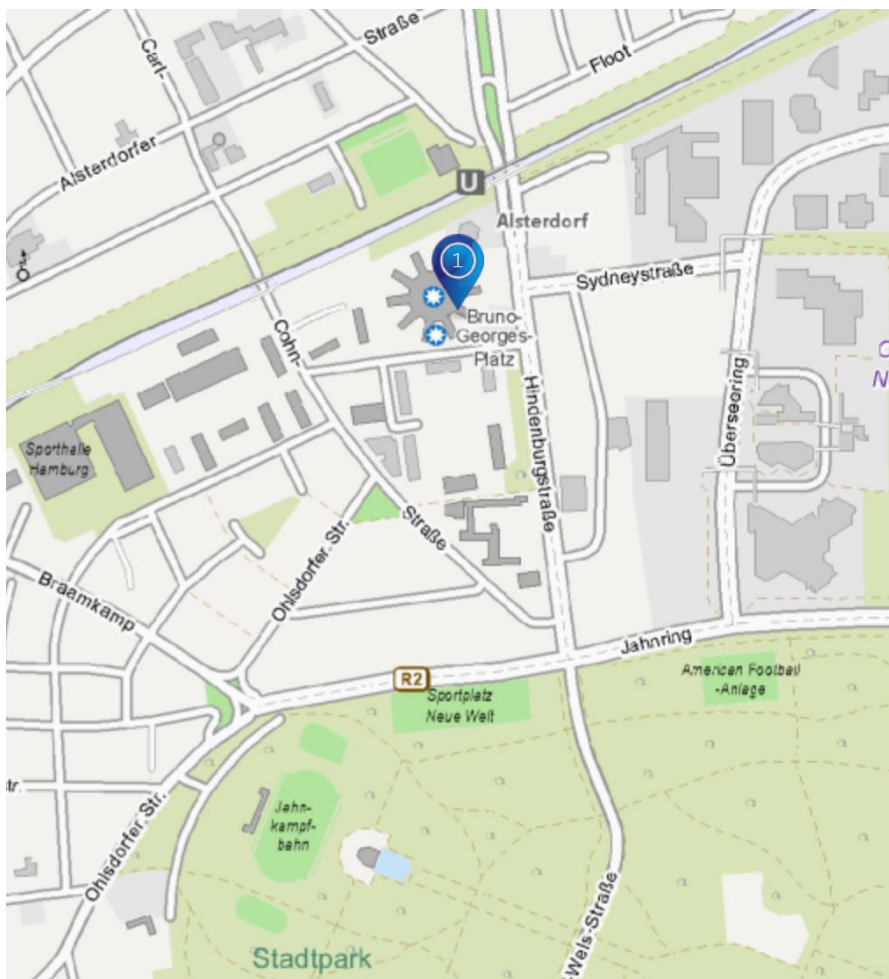 Carl-
Straße
Floot
Alsterdorfer
U
Alsterdorf
1
Sydneystraße
Bruno-
Georges-
Platz
Cohn-
Hindenburgstraße
Überseering
Sporthalle
Hamburg
Straße
Ohlsdorfer Str.
Braamkamp
Jahnring
R2
Sportplatz
Neue Welt
American Football
-Anlage
tr.
Jahn-
kampf-
bahn
Ohlsdorfer Str.
-Wels-Straße
Stadtpark